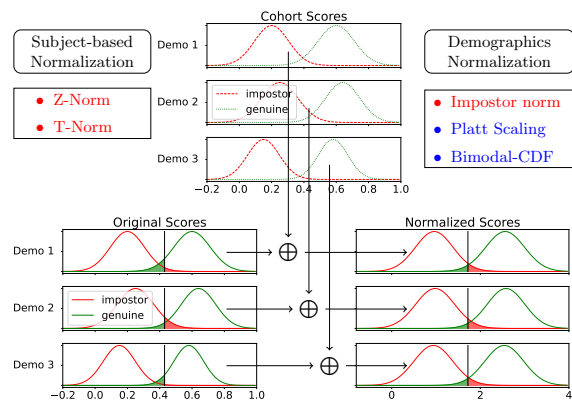 Cohort Scores
Subject-based
Normalization
Demo 1
Demographics
Normalization
• Z-Norm
• T-Norm
Demo 2
impostor
genuine
• Impostor norm
• Platt Scaling
• Bimodal-CDF
Demo 3
−0.2 0.0 0.2 0.4 0.6 0.8 1.0
Original Scores
Normalized Scores
Demo 1
Demo 2
impostor
genuine
Demo 3
−0.2 0.0 0.2 0.4 0.6 0.8 1.0
0 2 4